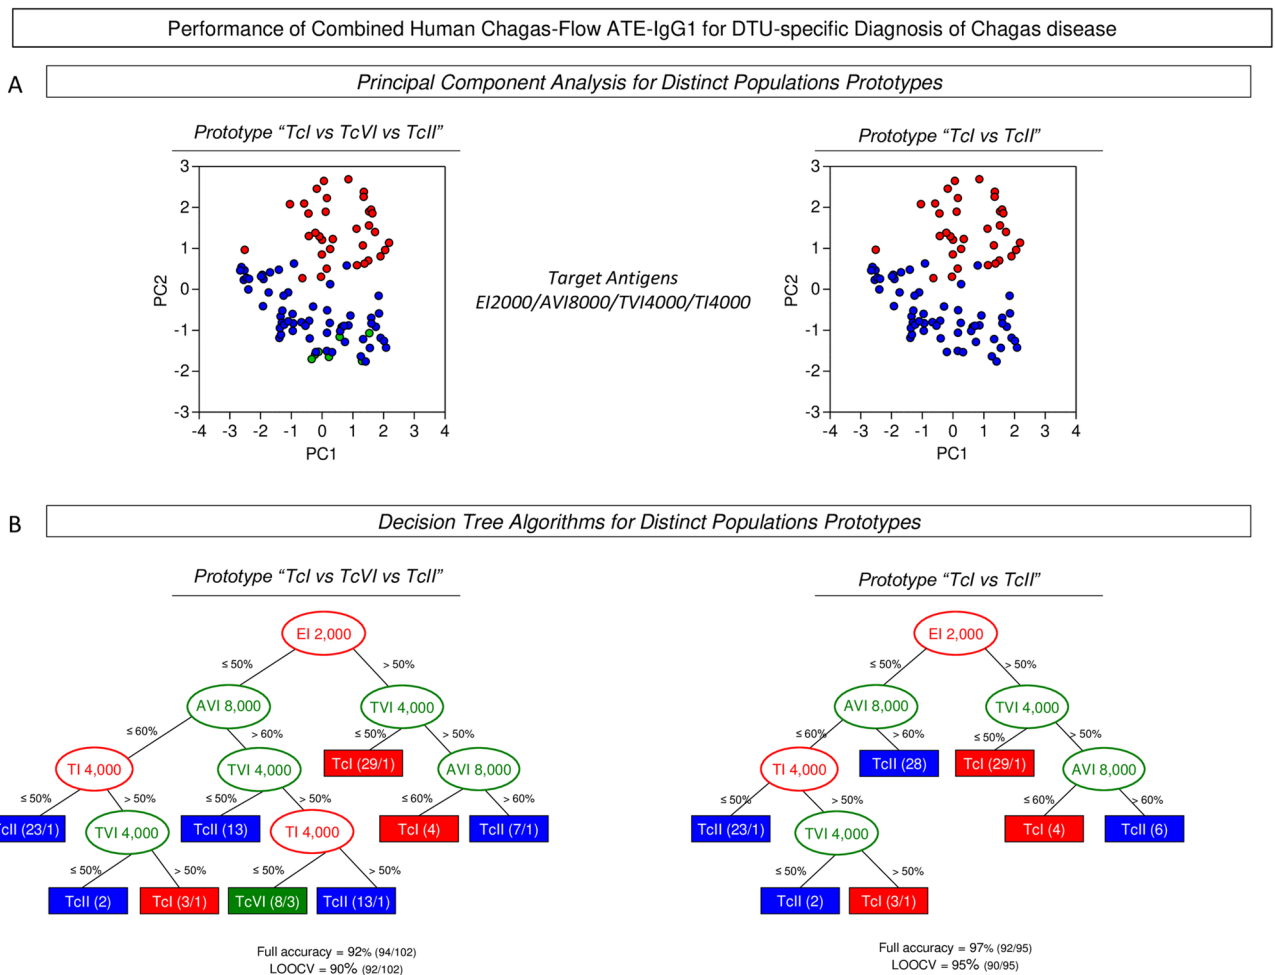 Performance of Combined Human Chagas-Flow ATE-IgG1 for DTU-specific Diagnosis of Chagas disease
A
Principal Component Analysis for Distinct Populations Prototypes
Prototype “TcI vs TcVI vs TcII”
Prototype “TcI vs TcII”
3
2
1
0
-1
-2
-3
PC2
-4 -3 -2 -1 0 1 2 3 4
PC1
Target Antigens
EI2000/AVI8000/TVI4000/TI4000
3
2
1
0
-1
-2
-3
PC2
-4 -3 -2 -1 0 1 2 3 4
PC1
B
Decision Tree Algorithms for Distinct Populations Prototypes
Prototype “TcI vs TcVI vs TcII”
EI 2,000
≤ 50% > 50%
AVI 8,000 TVI 4,000
≤ 60% > 60% ≤ 50% > 50%
TI 4,000 TVI 4,000 TcI (29/1) AVI 8,000
≤ 50% > 50% ≤ 50% > 50% ≤ 60% > 60%
TcII (23/1) TVI 4,000 TcII (13) TI 4,000 TcI (4) TcII (7/1)
≤ 50% > 50% ≤ 50% > 50%
TcII (2) TcI (3/1) TcVI (8/3) TcII (13/1)
Full accuracy = 92% (94/102)
LOOCV = 90% (92/102)
Prototype “TcI vs TcII”
EI 2,000
≤ 50% > 50%
AVI 8,000 TVI 4,000
≤ 60% > 60% ≤ 50% > 50%
TI 4,000 TcII (28) TcI (29/1) AVI 8,000
≤ 50% > 50% ≤ 60% > 60%
TcII (23/1) TVI 4,000 TcI (4) TcII (6)
≤ 50% > 50%
TcII (2) TcI (3/1)
Full accuracy = 97% (92/95)
LOOCV = 95% (90/95)